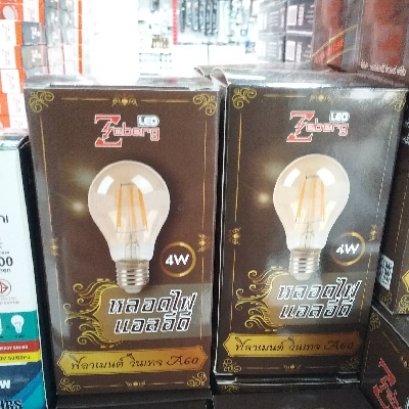 LED
Zeberg
4W
หลอดไฟ
แอลอีดี
ฟิลาเมนต์ วินเทจ A60
LED
Zeberg
4W
หลอดไฟ
แอลอีดี
ฟิลาเมนต์ วินเทจ A60